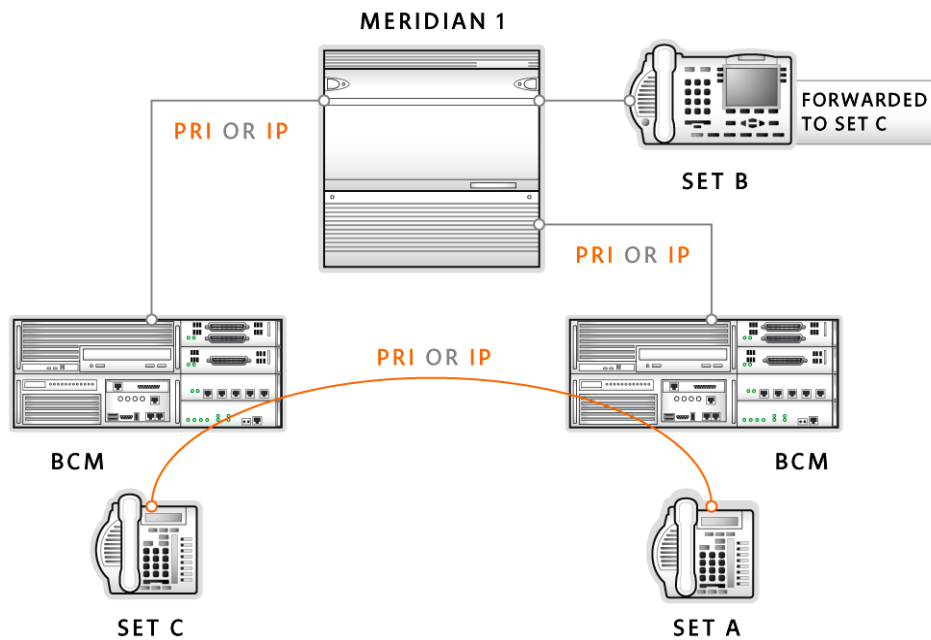 MERIDIAN 1
PRI OR IP
FORWARDED
TO SET C
SET B
PRI OR IP
PRI OR IP
BCM
BCM
SET C
SET A